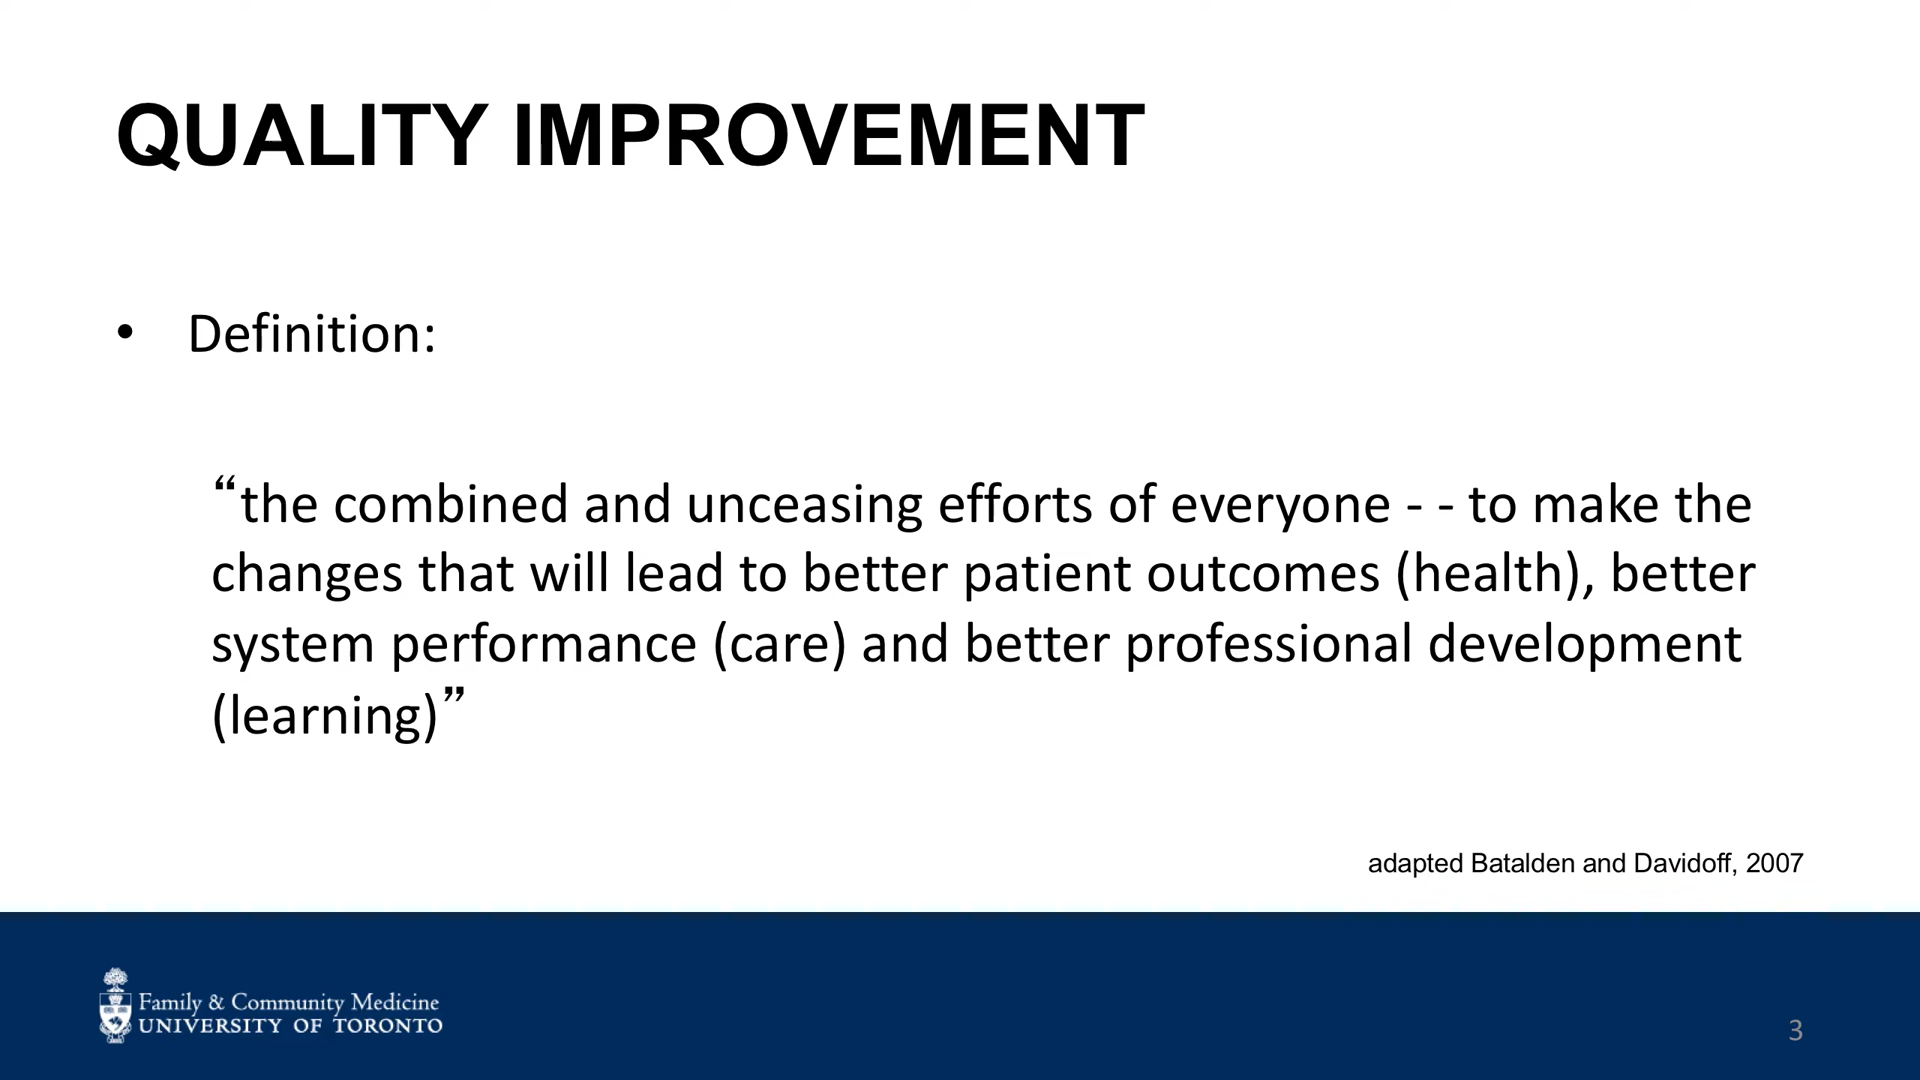 QUALITY IMPROVEMENT
• Definition:
“the combined and unceasing efforts of everyone - - to make the
changes that will lead to better patient outcomes (health), better
system performance (care) and better professional development
(learning)”
adapted Batalden and Davidoff, 2007
Family & Community Medicine
UNIVERSITY OF TORONTO
3